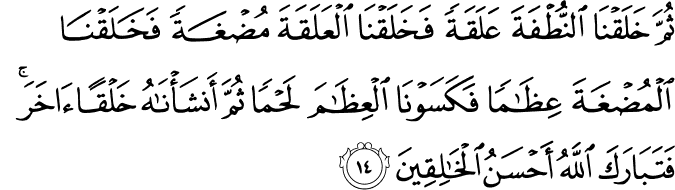 ثُمَّ خَلَقْنَا ٱلنُّطْفَةَ عَلَقَةً فَخَلَقْنَا ٱلْعَلَقَةَ مُضْغَةً فَخَلَقْنَا
ٱلْمُضْغَةَ عِظَٰمًا فَكَسَوْنَا ٱلْعِظَٰمَ لَحْمًا ثُمَّ أَنشَأْنَٰهُ خَلْقًا ءَاخَرَ ۚ
فَتَبَارَكَ ٱللَّهُ أَحْسَنُ ٱلْخَٰلِقِينَ ١٤